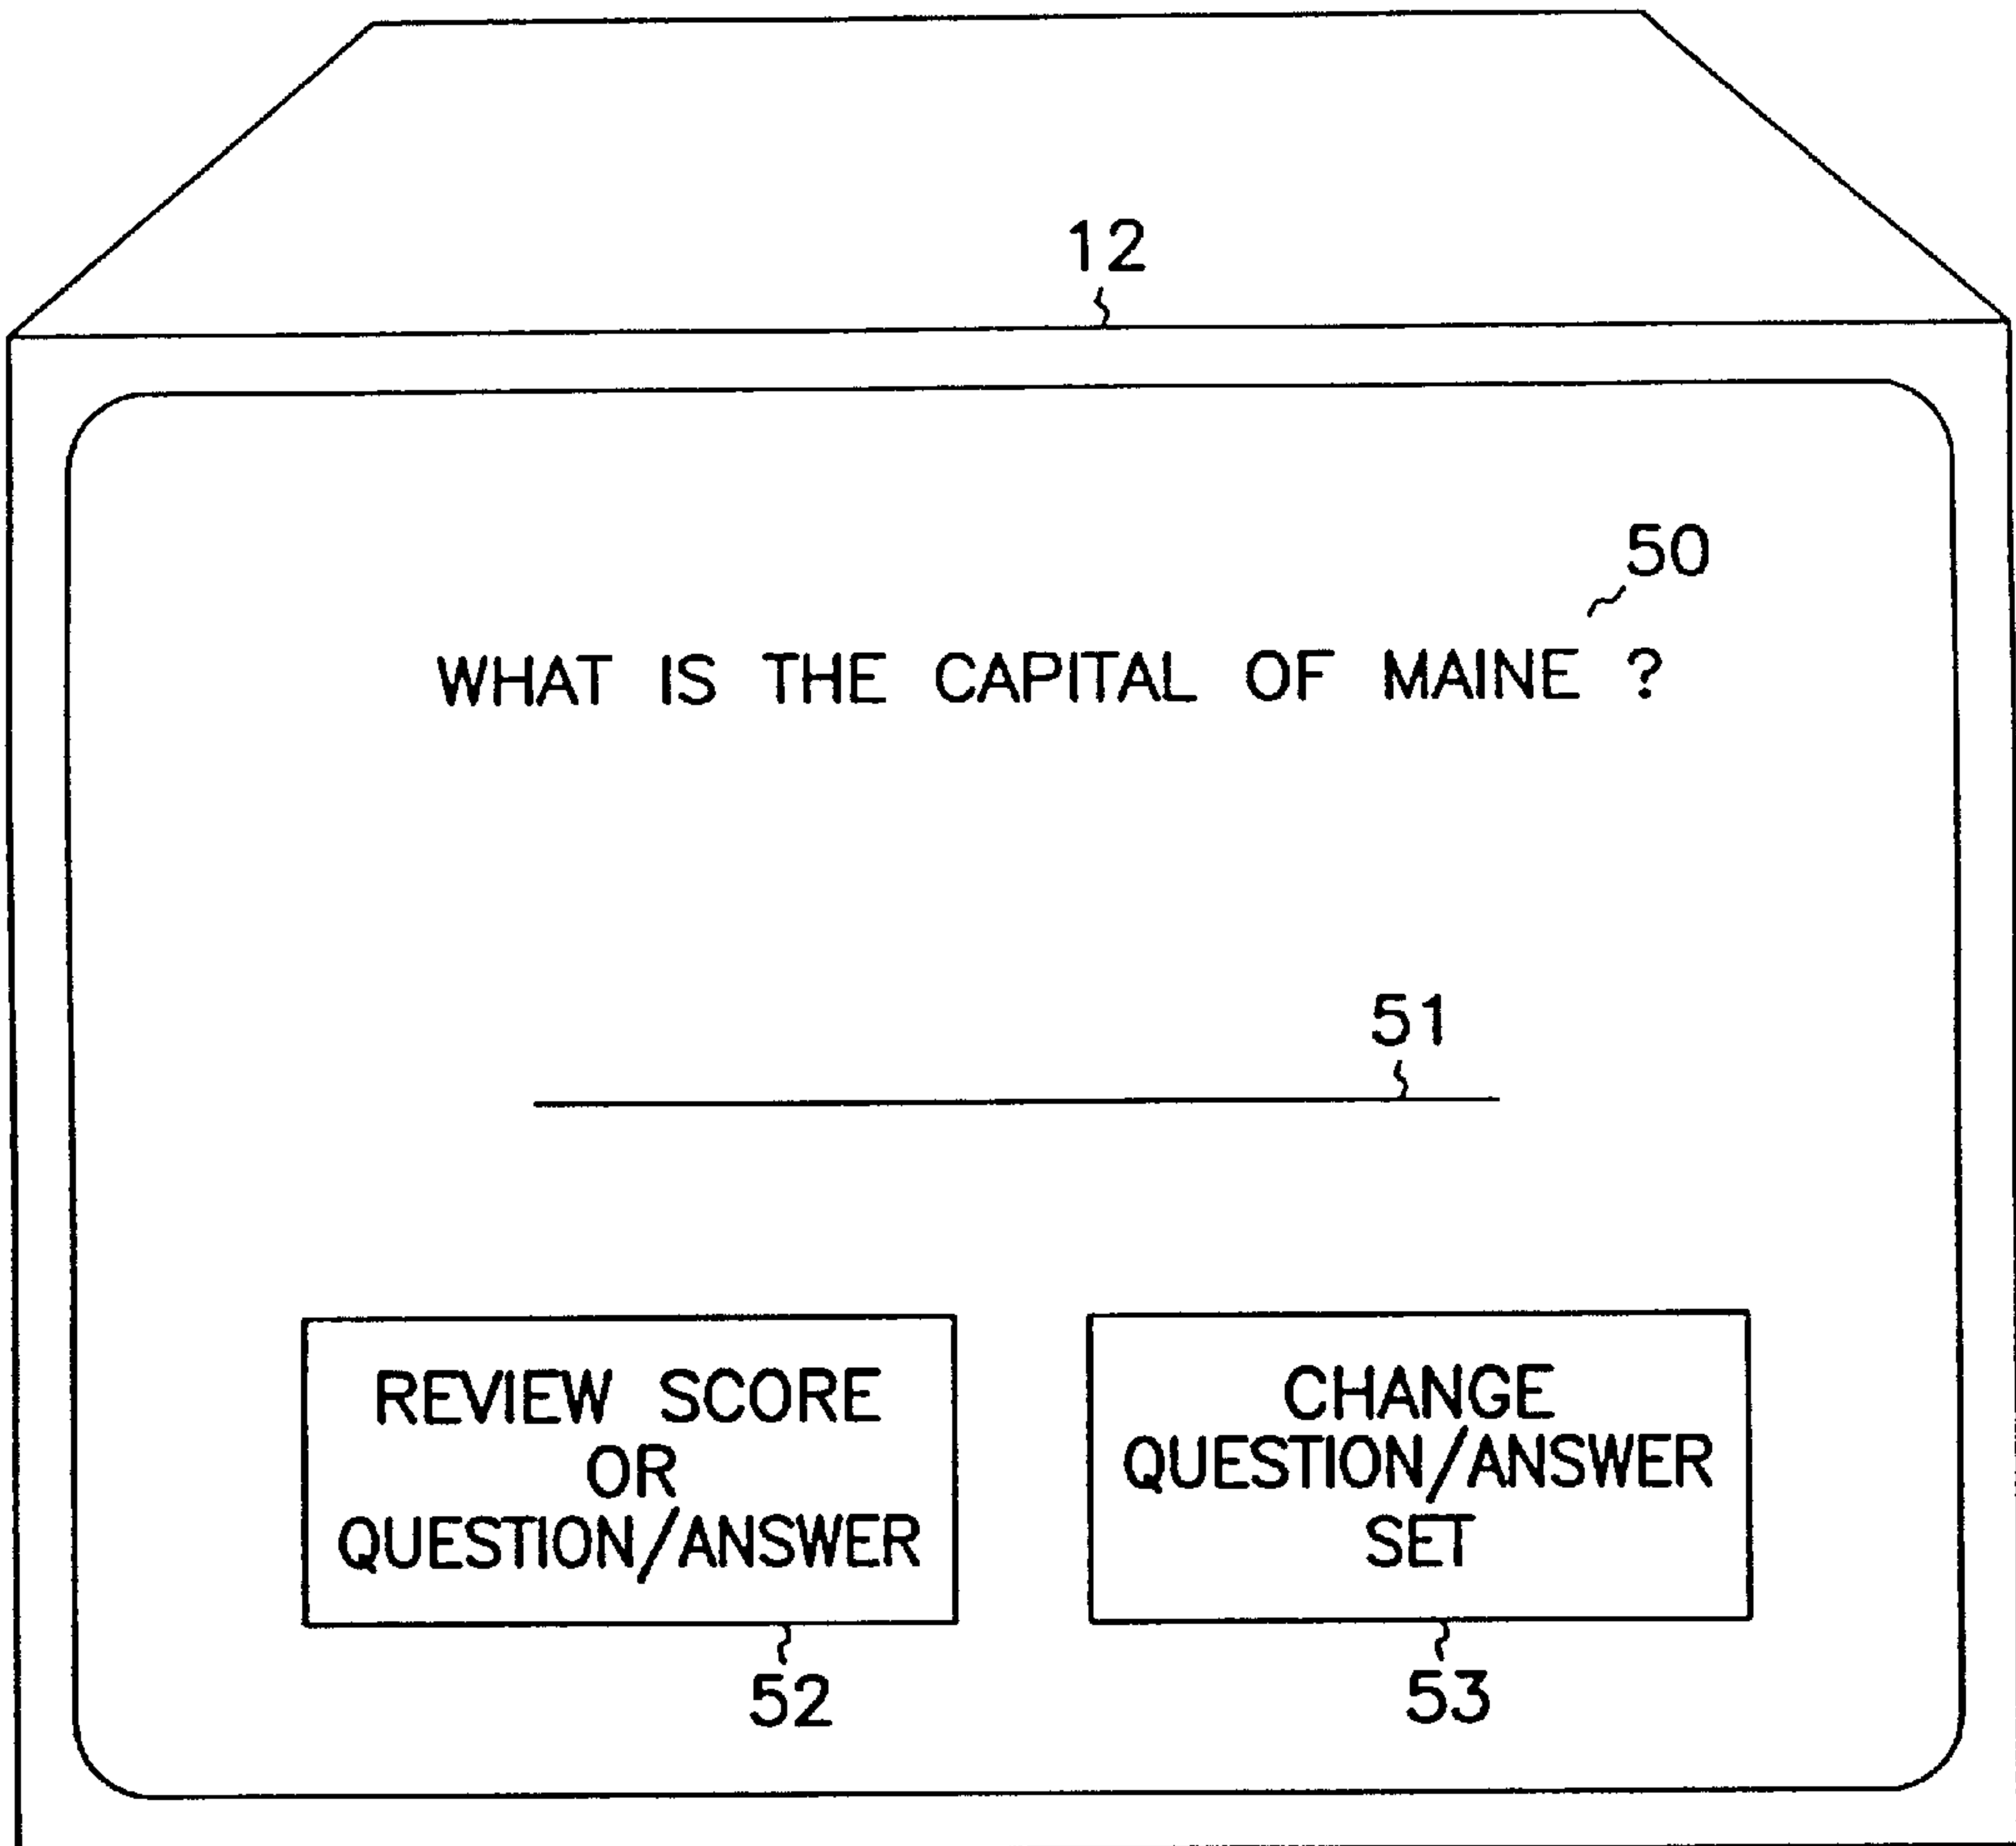 12
50
WHAT IS THE CAPITAL OF MAINE ?
51
REVIEW SCORE
OR
QUESTION/ANSWER
CHANGE
QUESTION/ANSWER
SET
52
53